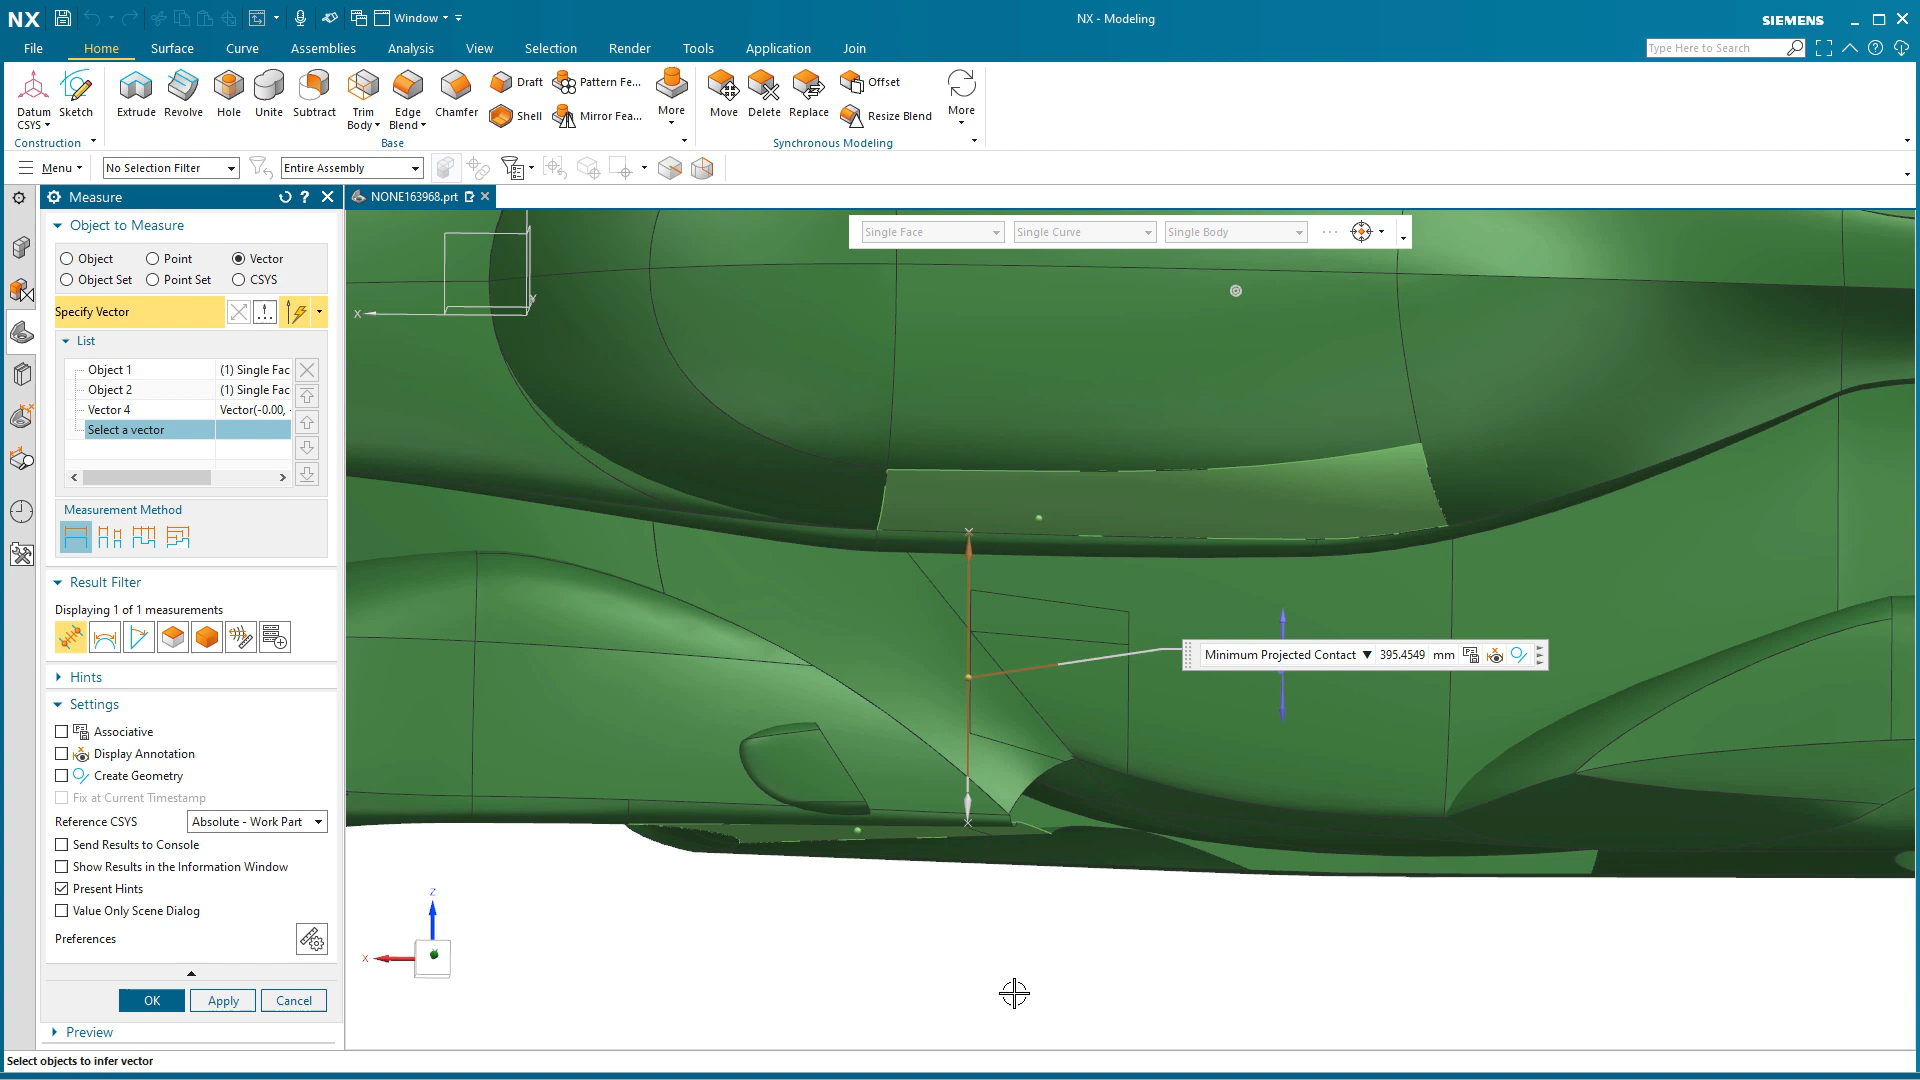 NX
Window
NX - Modeling
SIEMENS
File
Home
Surface
Curve
Assemblies
Analysis
View
Selection
Render
Tools
Application
Join
Type Here to Search
Datum CSYS
Sketch
Extrude
Revolve
Hole
Unite
Subtract
Trim Body
Edge Blend
Chamfer
Draft
Shell
Pattern Fe...
Mirror Fea...
More
Move
Delete
Replace
Offset
Resize Blend
More
Construction
Base
Synchronous Modeling
Menu
No Selection Filter
Entire Assembly
Measure
NONE163968.prt
Single Face
Single Curve
Single Body
Object to Measure
Object
Point
Vector
Object Set
Point Set
CSYS
Specify Vector
List
Object 1 (1) Single Fac
Object 2 (1) Single Fac
Vector 4 Vector(-0.00, -
Select a vector
Measurement Method
Result Filter
Displaying 1 of 1 measurements
Hints
Settings
Associative
Display Annotation
Create Geometry
Fix at Current Timestamp
Reference CSYS Absolute - Work Part
Send Results to Console
Show Results in the Information Window
Present Hints
Value Only Scene Dialog
Preferences
OK
Apply
Cancel
Preview
Select objects to infer vector
X
Y
Minimum Projected Contact 395.4549 mm
Z
X